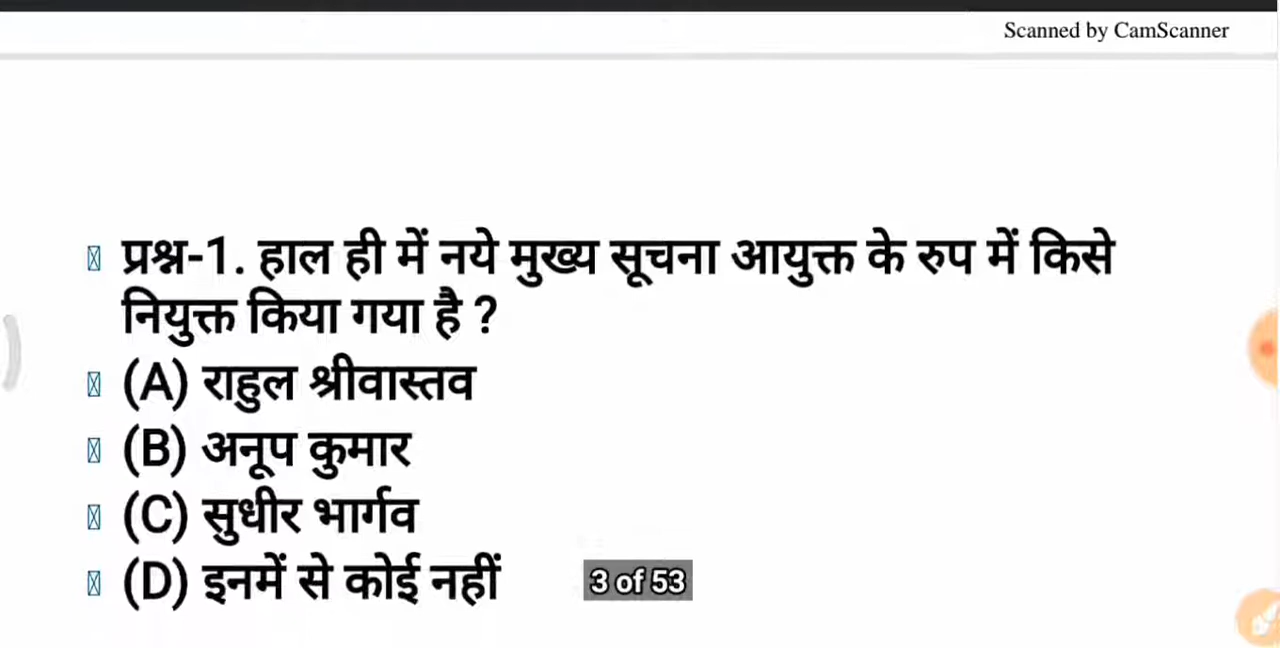 Scanned by CamScanner
प्रश्न-1. हाल ही में नये मुख्य सूचना आयुक्त के रुप में किसे
नियुक्त किया गया है ?
(A) राहुल श्रीवास्तव
(B) अनूप कुमार
(C) सुधीर भार्गव
(D) इनमें से कोई नहीं
3 of 53